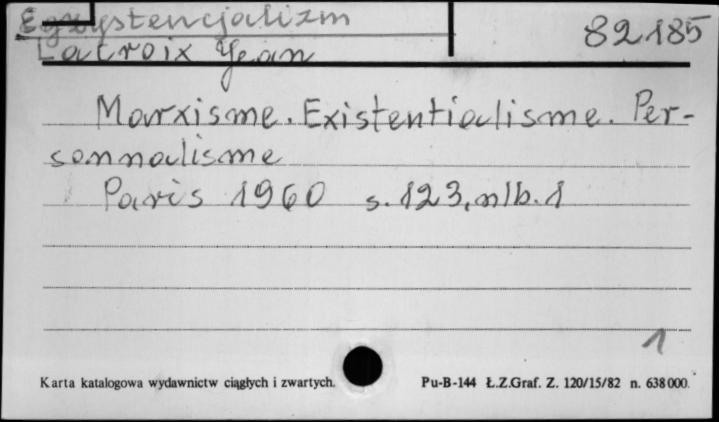 Egzystencjalizm
82185
Lacroix Jean
Marxisme. Existentialisme. Per-
sonnalisme
Paris 1960 s. 123, nlb. 1
1
Karta katalogowa wydawnictw ciągłych i zwartych.
Pu-B-144 Ł.Z.Graf. Z. 120/15/82 n. 638000.